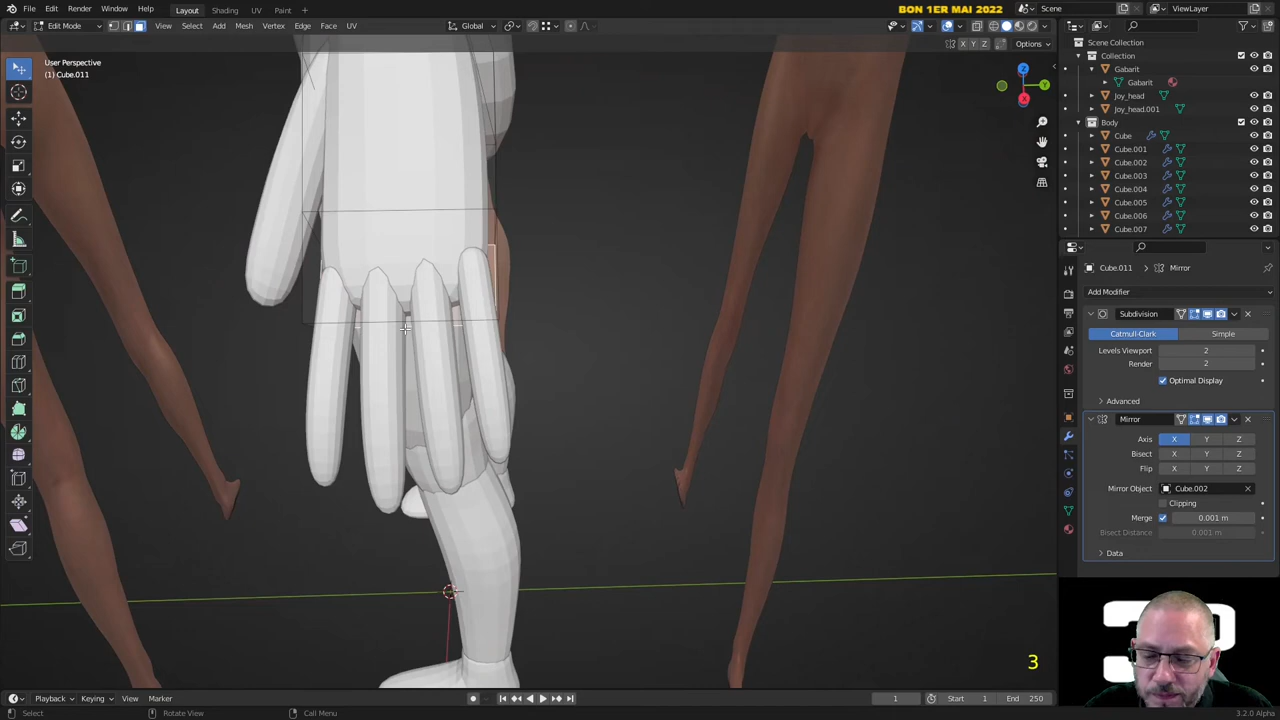 File Edit Render Window Help Layout Shading UV Paint BON 1ER MAI 2022 Scene ViewLayer
Edit Mode View Select Add Mesh Vertex Edge Face UV Global
X Y Z Options
User Perspective
(1) Cube.011
Z
Y
X
Scene Collection
Collection
Gabarit
Gabarit
Joy_head
Joy_head.001
Body
Cube
Cube.001
Cube.002
Cube.003
Cube.004
Cube.005
Cube.006
Cube.007
Cube.011 Mirror
Add Modifier
Subdivision
Catmull-Clark Simple
Levels Viewport 2
Render 2
Optimal Display
Advanced
Mirror
Axis X Y Z
Bisect X Y Z
Flip X Y Z
Mirror Object Cube.002
Clipping
Merge 0.001 m
Bisect Distance 0.001 m
Data
3
Playback Keying View Marker 1 Start 1 End 250
Select Rotate View Call Menu 3.2.0 Alpha